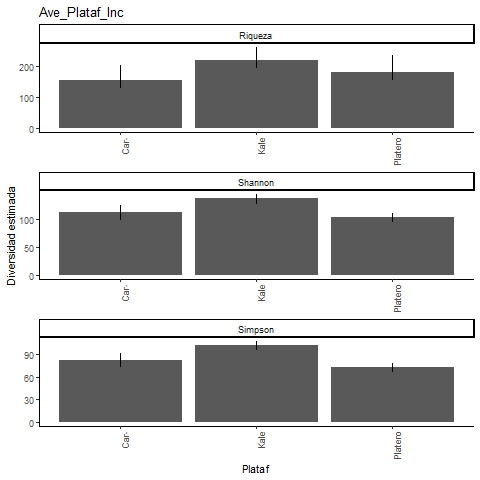 Ave_Plataf_Inc
Riqueza
200
100
0
Car-
Kale
Platero
Shannon
Diversidad estimada
100
50
0
Car-
Kale
Platero
Simpson
90
60
30
0
Car-
Kale
Platero
Plataf